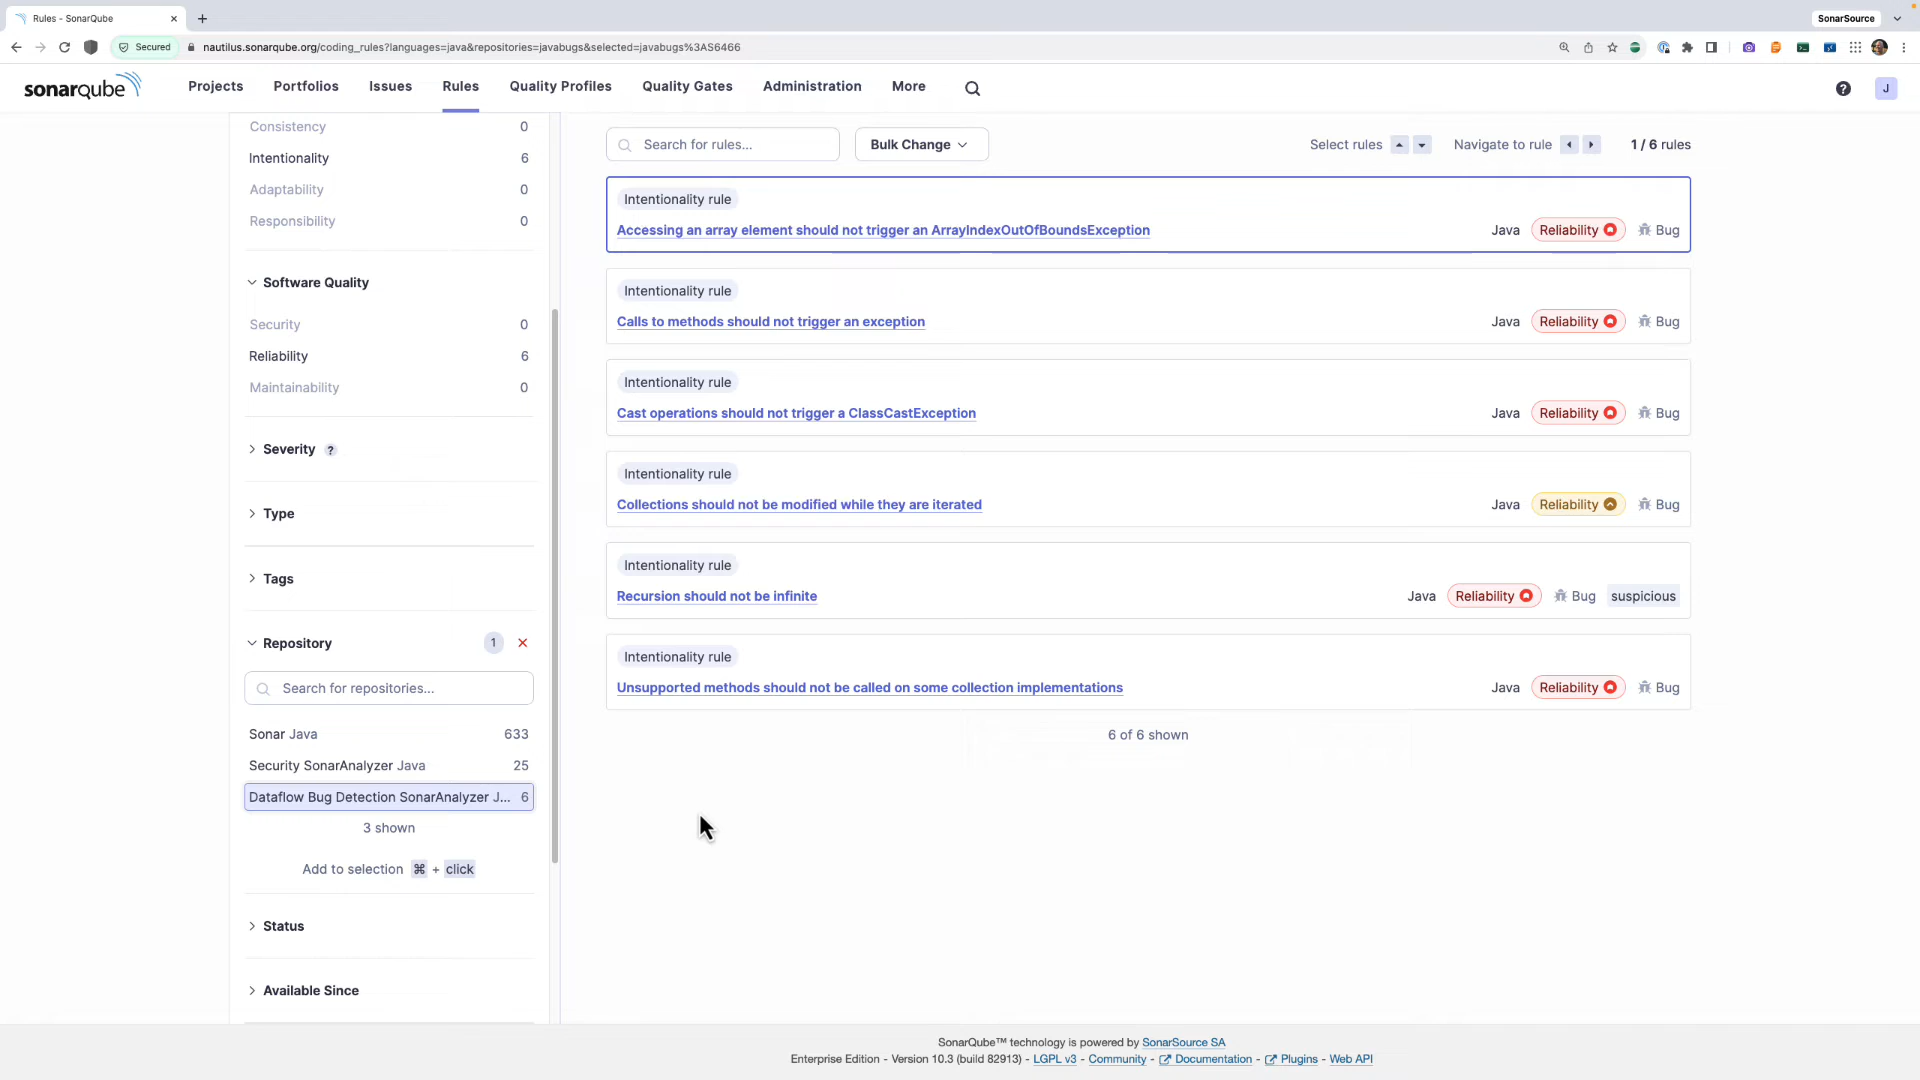 Rules - SonarQube
SonarSource
Secured
nautilus.sonarqube.org/coding_rules?languages=java&repositories=javabugs&selected=javabugs%3AS6466
sonarqube
Projects
Portfolios
Issues
Rules
Quality Profiles
Quality Gates
Administration
More
?
J
Consistency 0
Intentionality 6
Adaptability 0
Responsibility 0
Software Quality
Security 0
Reliability 6
Maintainability 0
Severity ?
Type
Tags
Repository 1
Search for repositories...
Sonar Java 633
Security SonarAnalyzer Java 25
Dataflow Bug Detection SonarAnalyzer J... 6
3 shown
Add to selection ⌘ + click
Status
Available Since
Search for rules...
Bulk Change
Select rules
Navigate to rule
1 / 6 rules
Intentionality rule
Accessing an array element should not trigger an ArrayIndexOutOfBoundsException Java Reliability Bug
Intentionality rule
Calls to methods should not trigger an exception Java Reliability Bug
Intentionality rule
Cast operations should not trigger a ClassCastException Java Reliability Bug
Intentionality rule
Collections should not be modified while they are iterated Java Reliability Bug
Intentionality rule
Recursion should not be infinite Java Reliability Bug suspicious
Intentionality rule
Unsupported methods should not be called on some collection implementations Java Reliability Bug
6 of 6 shown
SonarQube™ technology is powered by SonarSource SA
Enterprise Edition - Version 10.3 (build 82913) - LGPL v3 - Community - Documentation - Plugins - Web API